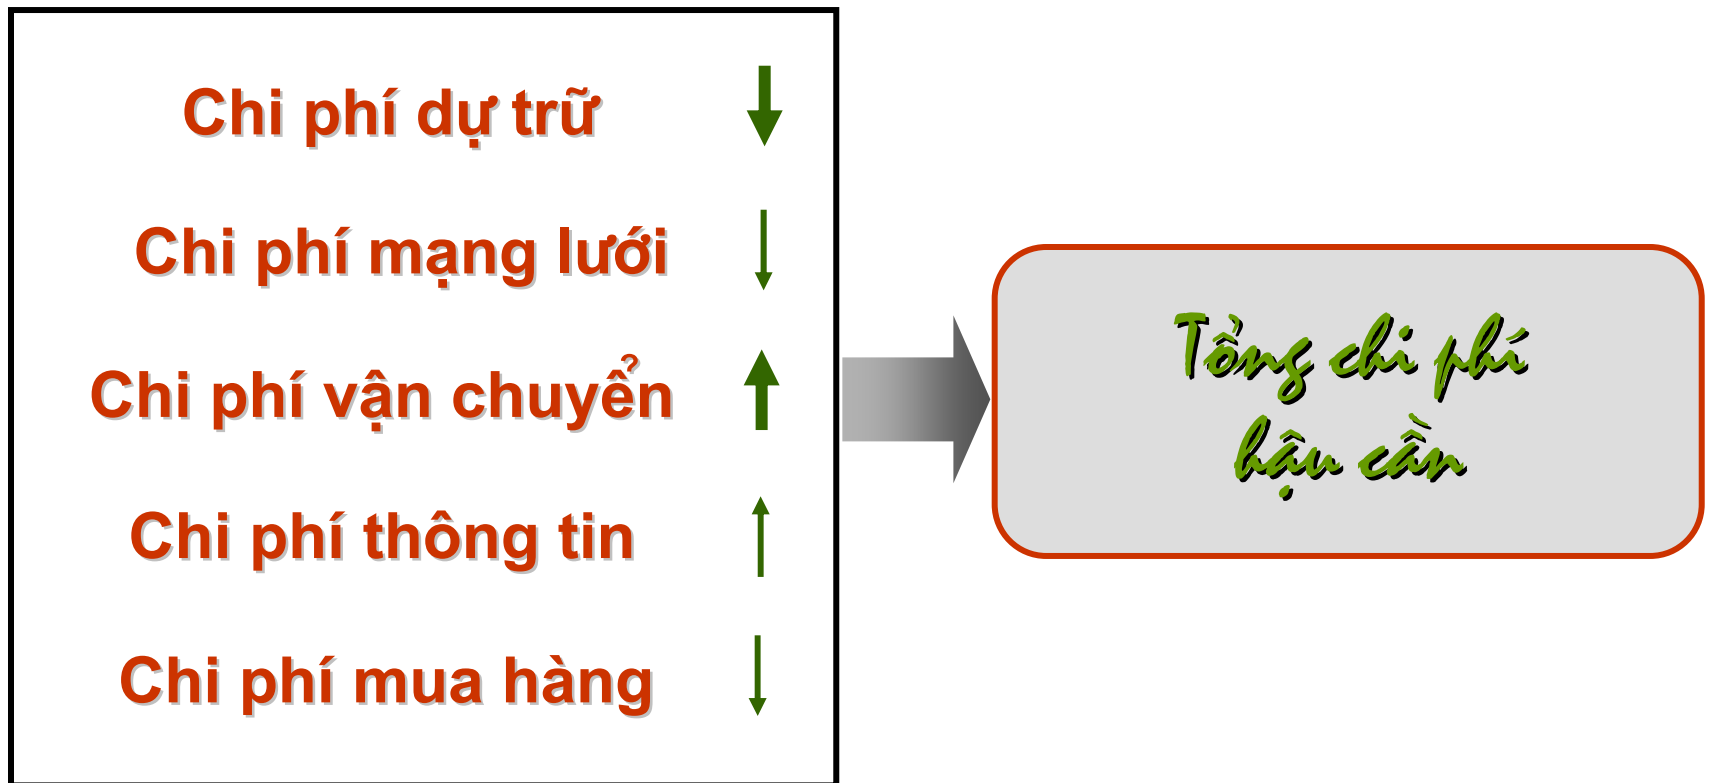 Chi phí dự trữ
Chi phí mạng lưới
Chi phí vận chuyển
Chi phí thông tin
Chi phí mua hàng
Tổng chi phí
hậu cần